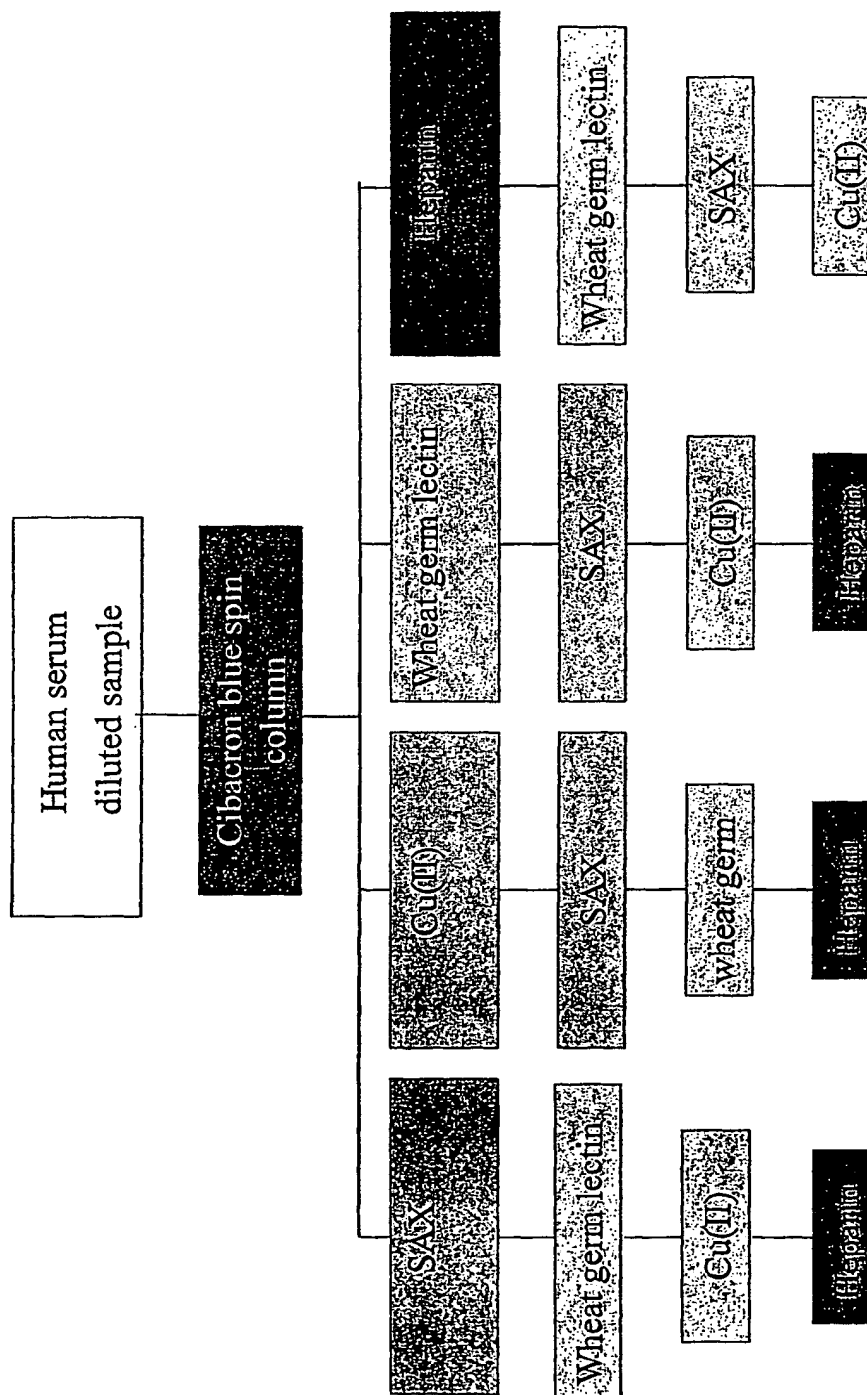 Human serum
diluted sample
Cibacron blue spin
column
SAX
Cu(II)
Wheat germ lectin
Heparin
Wheat germ lectin
SAX
SAX
Wheat germ lectin
Cu(II)
wheat germ
Cu(II)
SAX
Heparin
Heparin
Heparin
Cu(II)